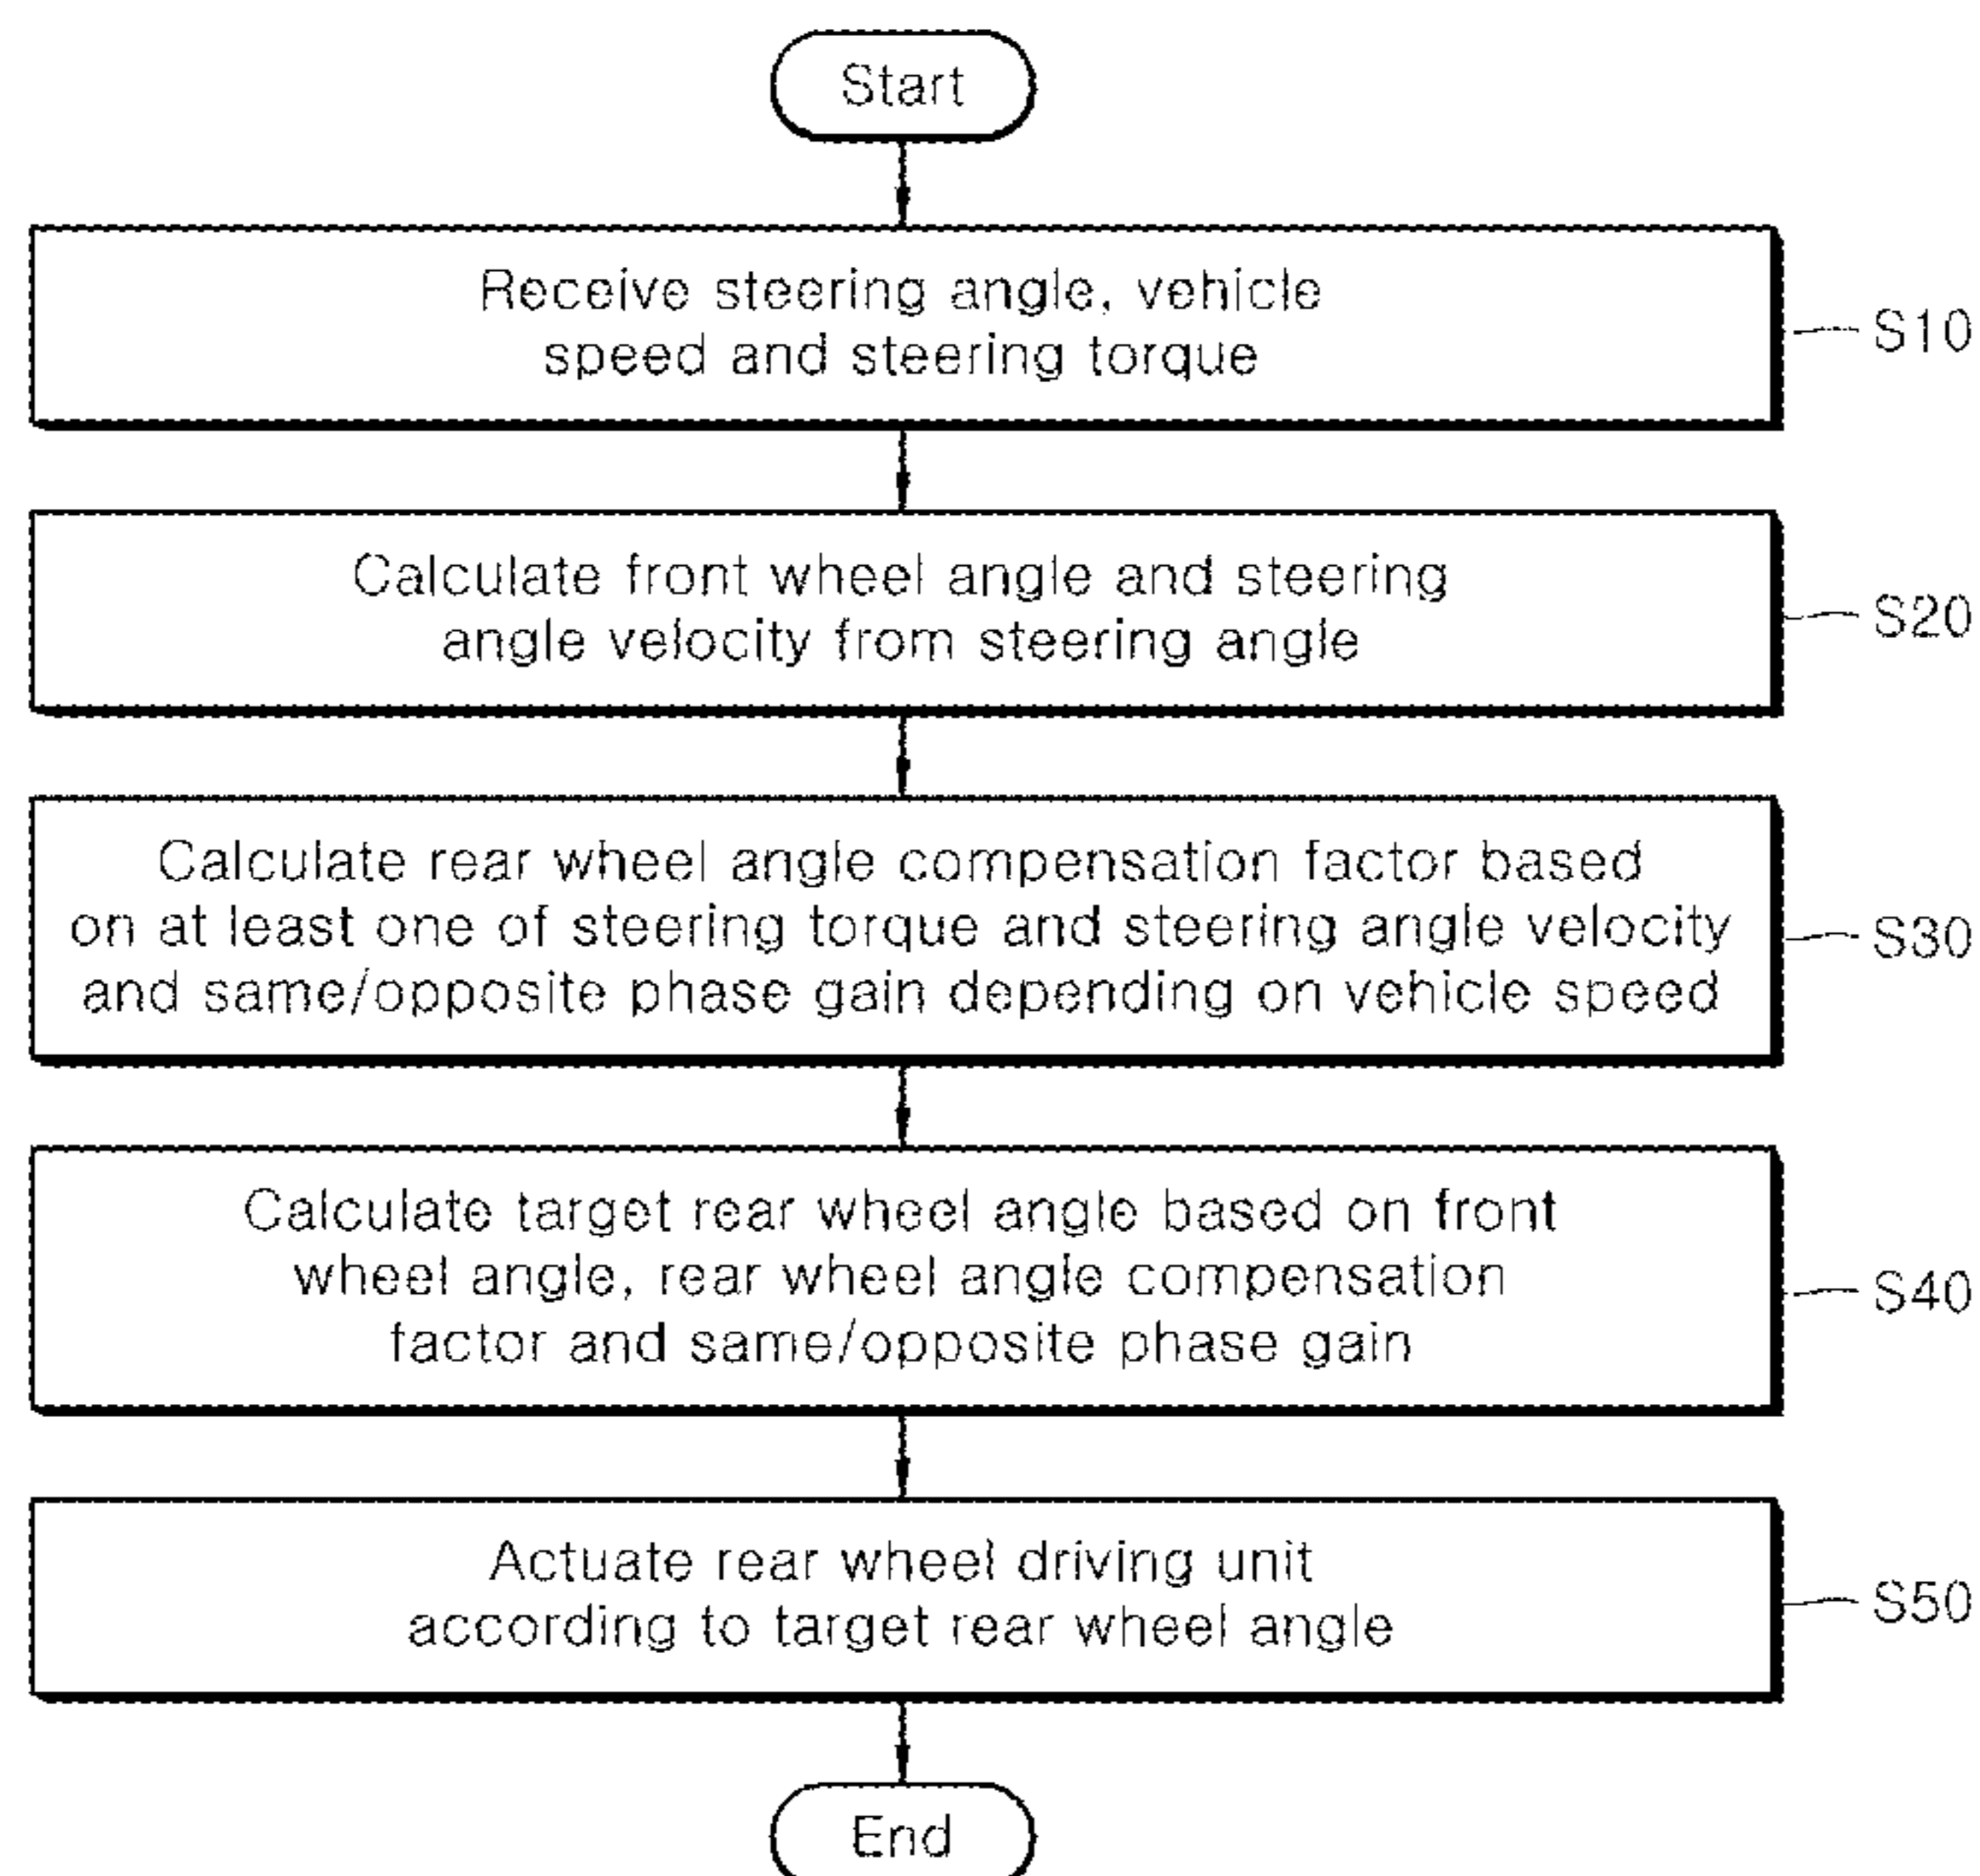 Start
Receive steering angle, vehicle
speed and steering torque
S10
Calculate front wheel angle and steering
angle velocity from steering angle
S20
Calculate rear wheel angle compensation factor based
on at least one of steering torque and steering angle velocity
and same/opposite phase gain depending on vehicle speed
S30
Calculate target rear wheel angle based on front
wheel angle, rear wheel angle compensation
factor and same/opposite phase gain
S40
Actuate rear wheel driving unit
according to target rear wheel angle
S50
End